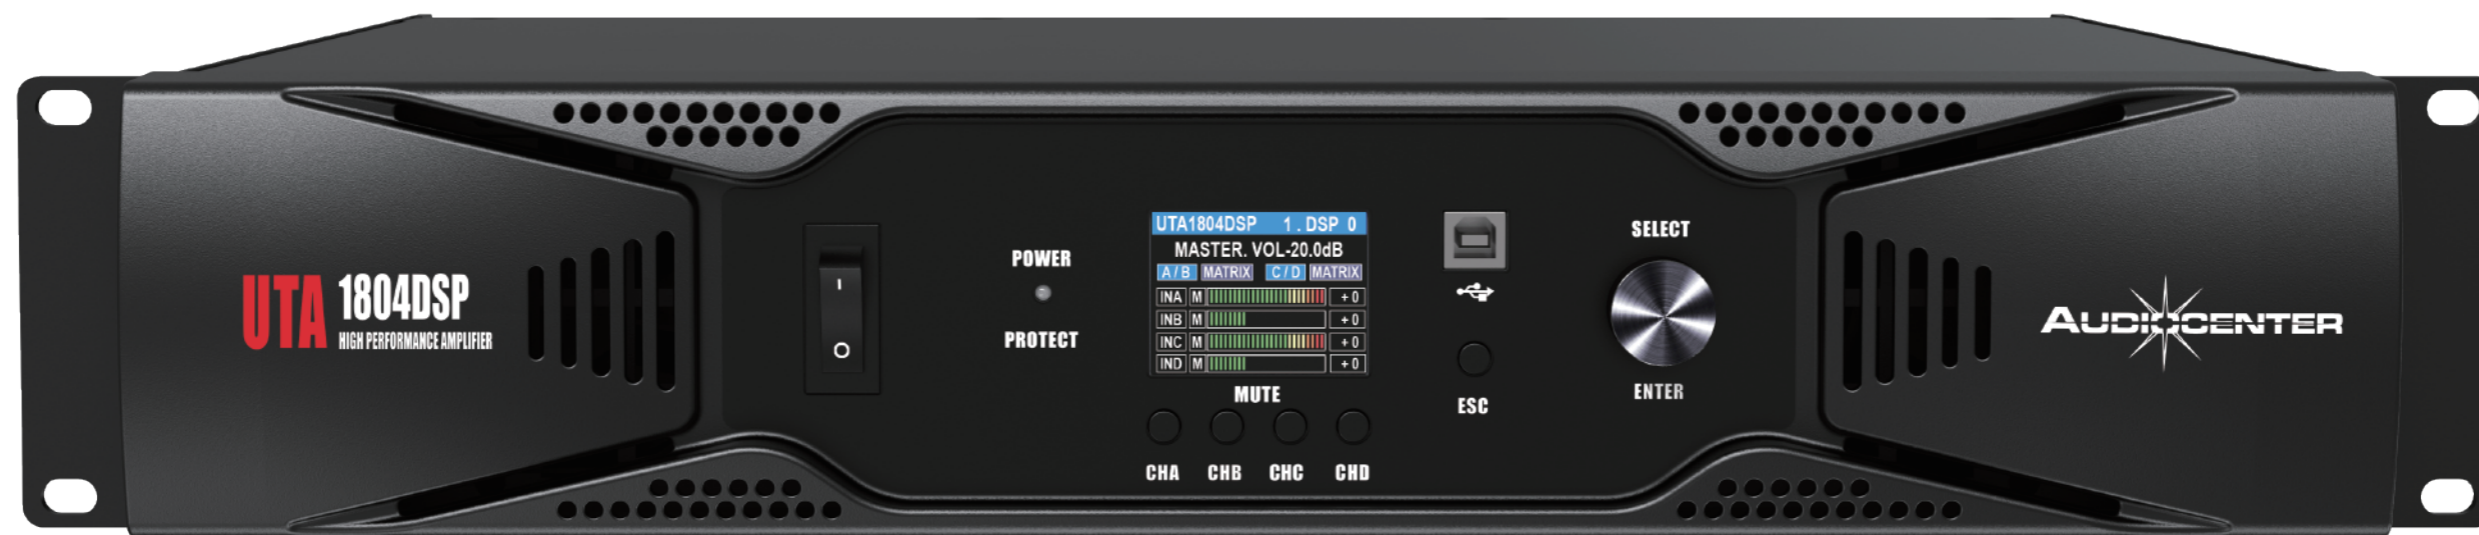 UTA 1804DSP
HIGH PERFORMANCE AMPLIFIER
I
O
POWER
PROTECT
UTA1804DSP 1 . DSP 0
MASTER. VOL-20.0dB
A / B MATRIX C / D MATRIX
INA M + 0
INB M + 0
INC M + 0
IND M + 0
MUTE
CHA CHB CHC CHD
ESC
SELECT
ENTER
AUDIOCENTER